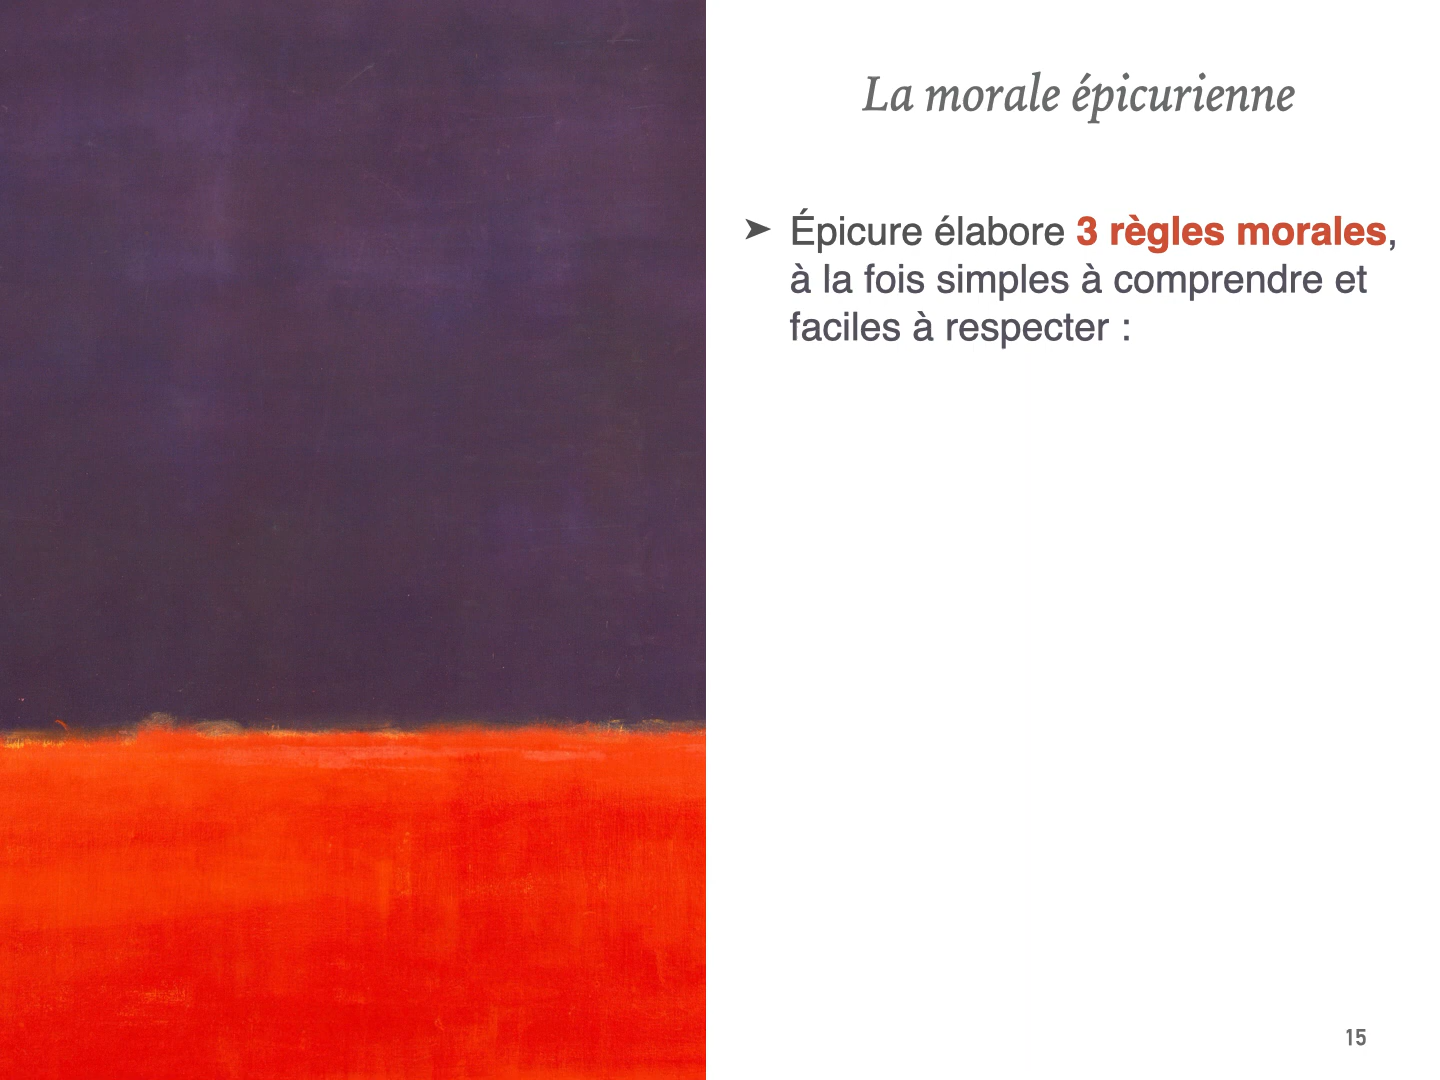 La morale épicurienne
➤ Épicure élabore 3 règles morales,
à la fois simples à comprendre et
faciles à respecter :
15